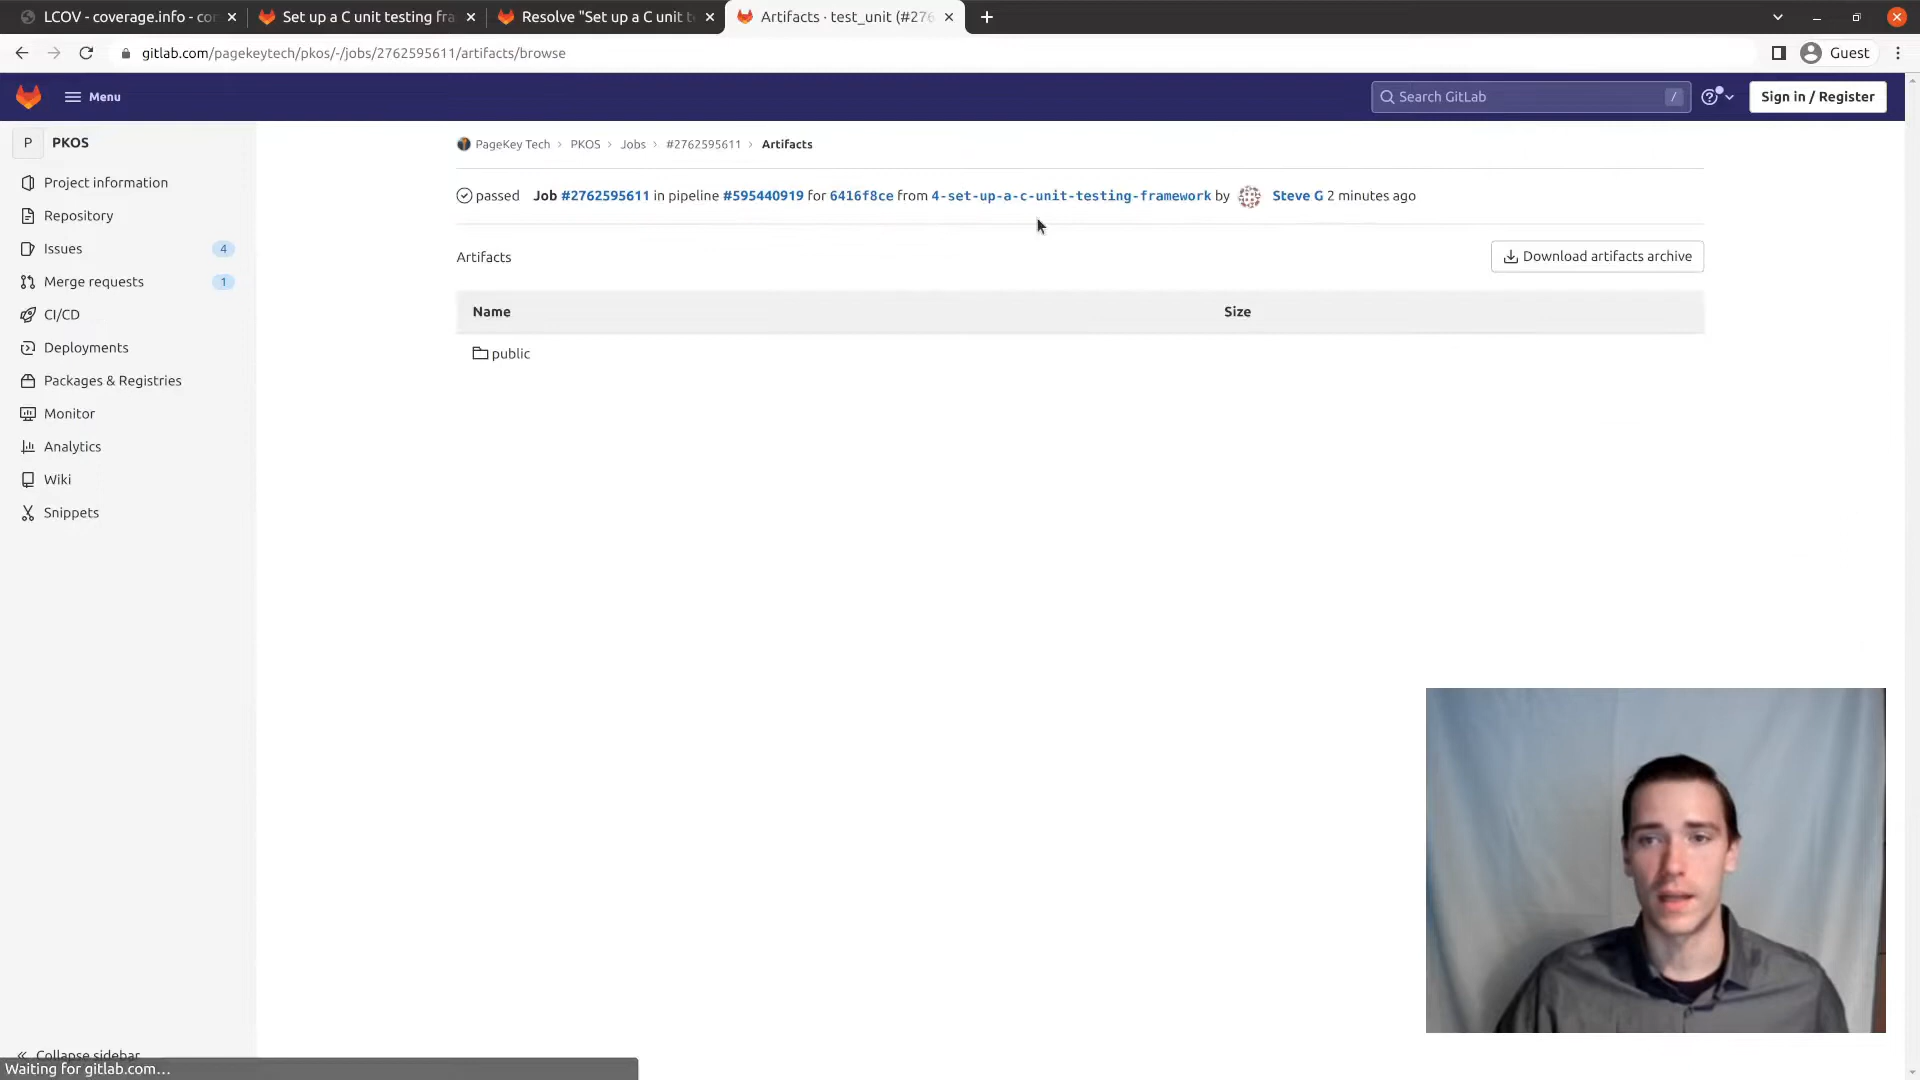 LCOV - coverage.info - co
Set up a C unit testing fra
Resolve "Set up a C unit t
Artifacts · test_unit (#276
gitlab.com/pagekeytech/pkos/-/jobs/2762595611/artifacts/browse
Guest
Menu
Search GitLab
/
Sign in / Register
P PKOS
PageKey Tech > PKOS > Jobs > #2762595611 > Artifacts
Project information
passed Job #2762595611 in pipeline #595440919 for 6416f8ce from 4-set-up-a-c-unit-testing-framework by Steve G 2 minutes ago
Repository
Issues 4
Artifacts
Download artifacts archive
Merge requests 1
Name Size
CI/CD
Deployments
public
Packages & Registries
Monitor
Analytics
Wiki
Snippets
Collapse sidebar
Waiting for gitlab.com...